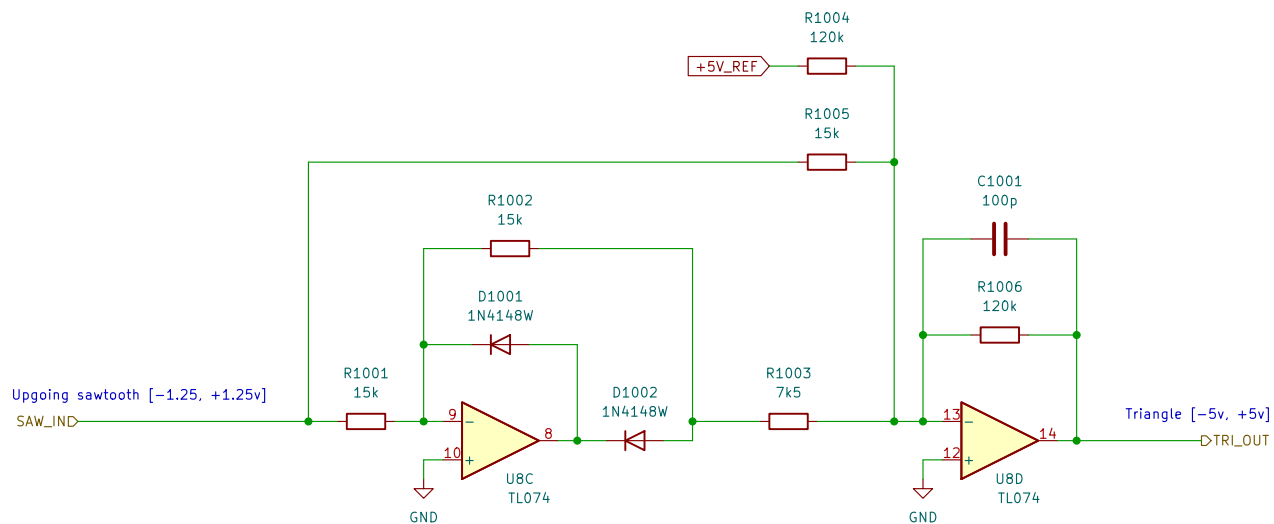 R1004
120k
+5V_REF
R1005
15k
C1001
100p
R1002
15k
R1006
120k
D1001
1N4148W
R1001
15k
R1003
7k5
D1002
1N4148W
Upgoing sawtooth [-1.25, +1.25v]
SAW_IN
Triangle [-5v, +5v]
TRI_OUT
9
8
10
13
14
12
-
+
-
+
U8C
TL074
U8D
TL074
GND
GND